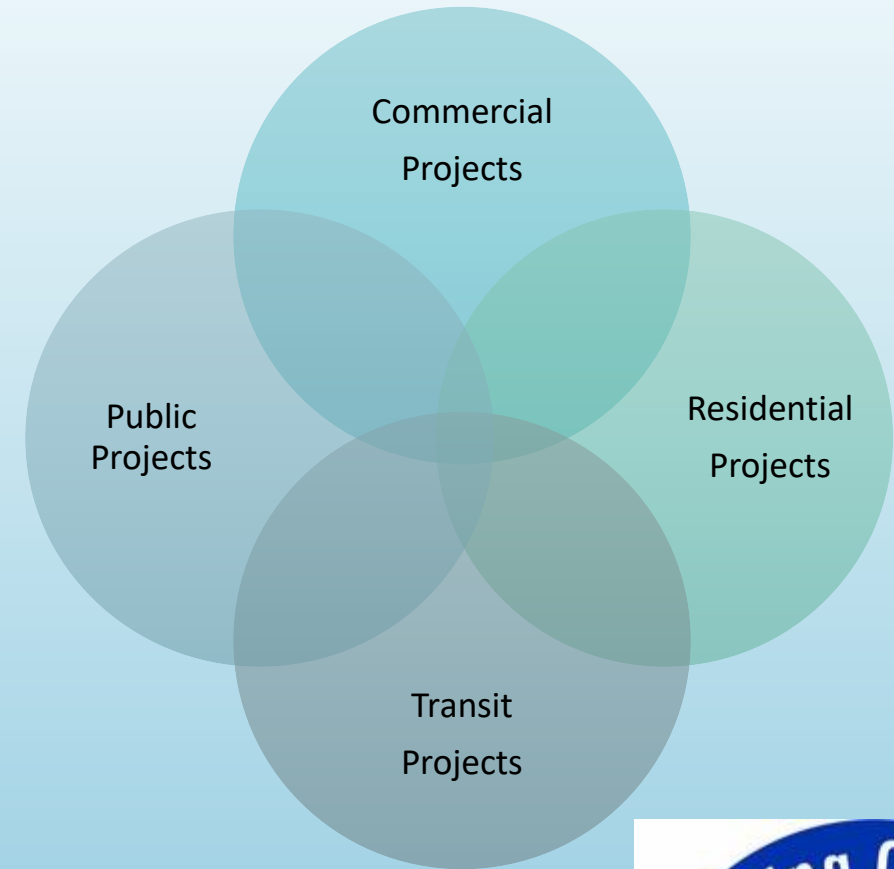 Commercial
Projects
Public
Projects
Residential
Projects
Transit
Projects